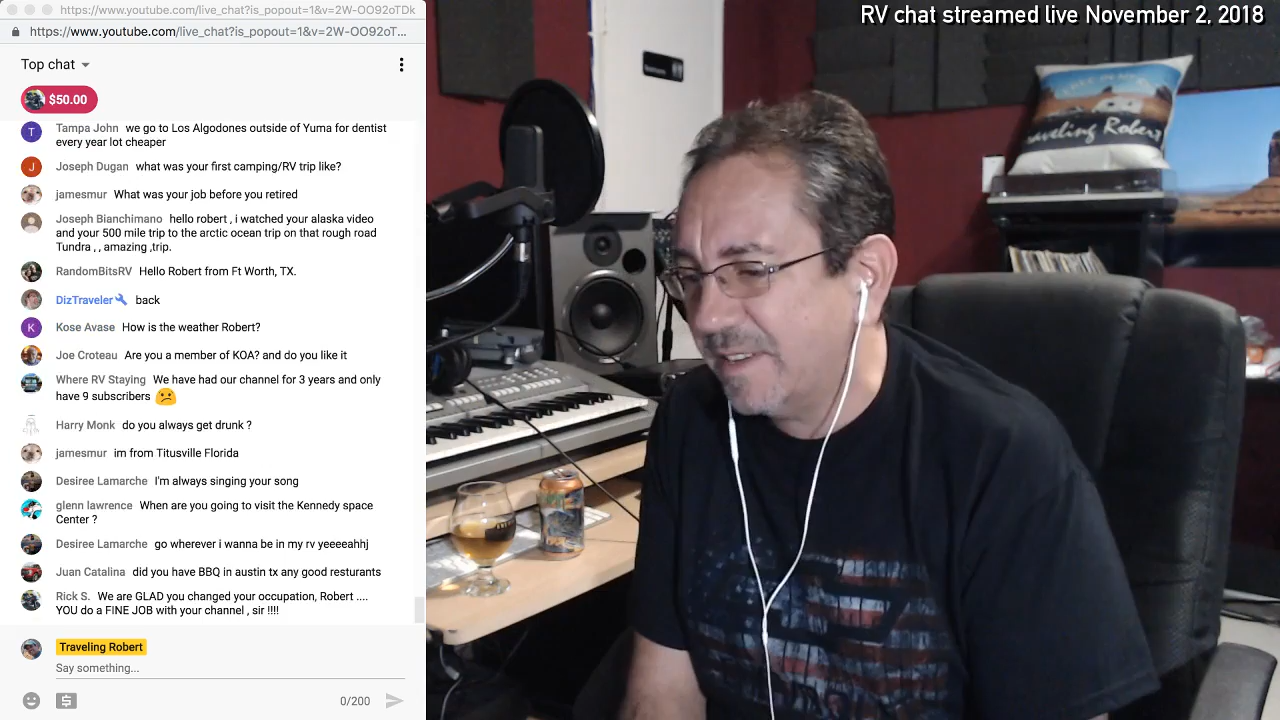 https://www.youtube.com/live_chat?is_popout=1&v=2W-OO92oTDk
https://www.youtube.com/live_chat?is_popout=1&v=2W-OO92oT...
RV chat streamed live November 2, 2018
Top chat
$50.00
Tampa John we go to Los Algodones outside of Yuma for dentist
every year lot cheaper
J Joseph Dugan what was your first camping/RV trip like?
jamesmur What was your job before you retired
Joseph Bianchimano hello robert , i watched your alaska video
and your 500 mile trip to the arctic ocean trip on that rough road
Tundra , , amazing ,trip.
RandomBitsRV Hello Robert from Ft Worth, TX.
DizTraveler back
K Kose Avase How is the weather Robert?
Joe Croteau Are you a member of KOA? and do you like it
Where RV Staying We have had our channel for 3 years and only
have 9 subscribers
Harry Monk do you always get drunk ?
jamesmur im from Titusville Florida
Desiree Lamarche I'm always singing your song
glenn lawrence When are you going to visit the Kennedy space
Center ?
Desiree Lamarche go wherever i wanna be in my rv yeeeeahhj
Juan Catalina did you have BBQ in austin tx any good resturants
Rick S. We are GLAD you changed your occupation, Robert ....
YOU do a FINE JOB with your channel , sir !!!!
Traveling Robert
Say something...
0/200
Traveling Robert